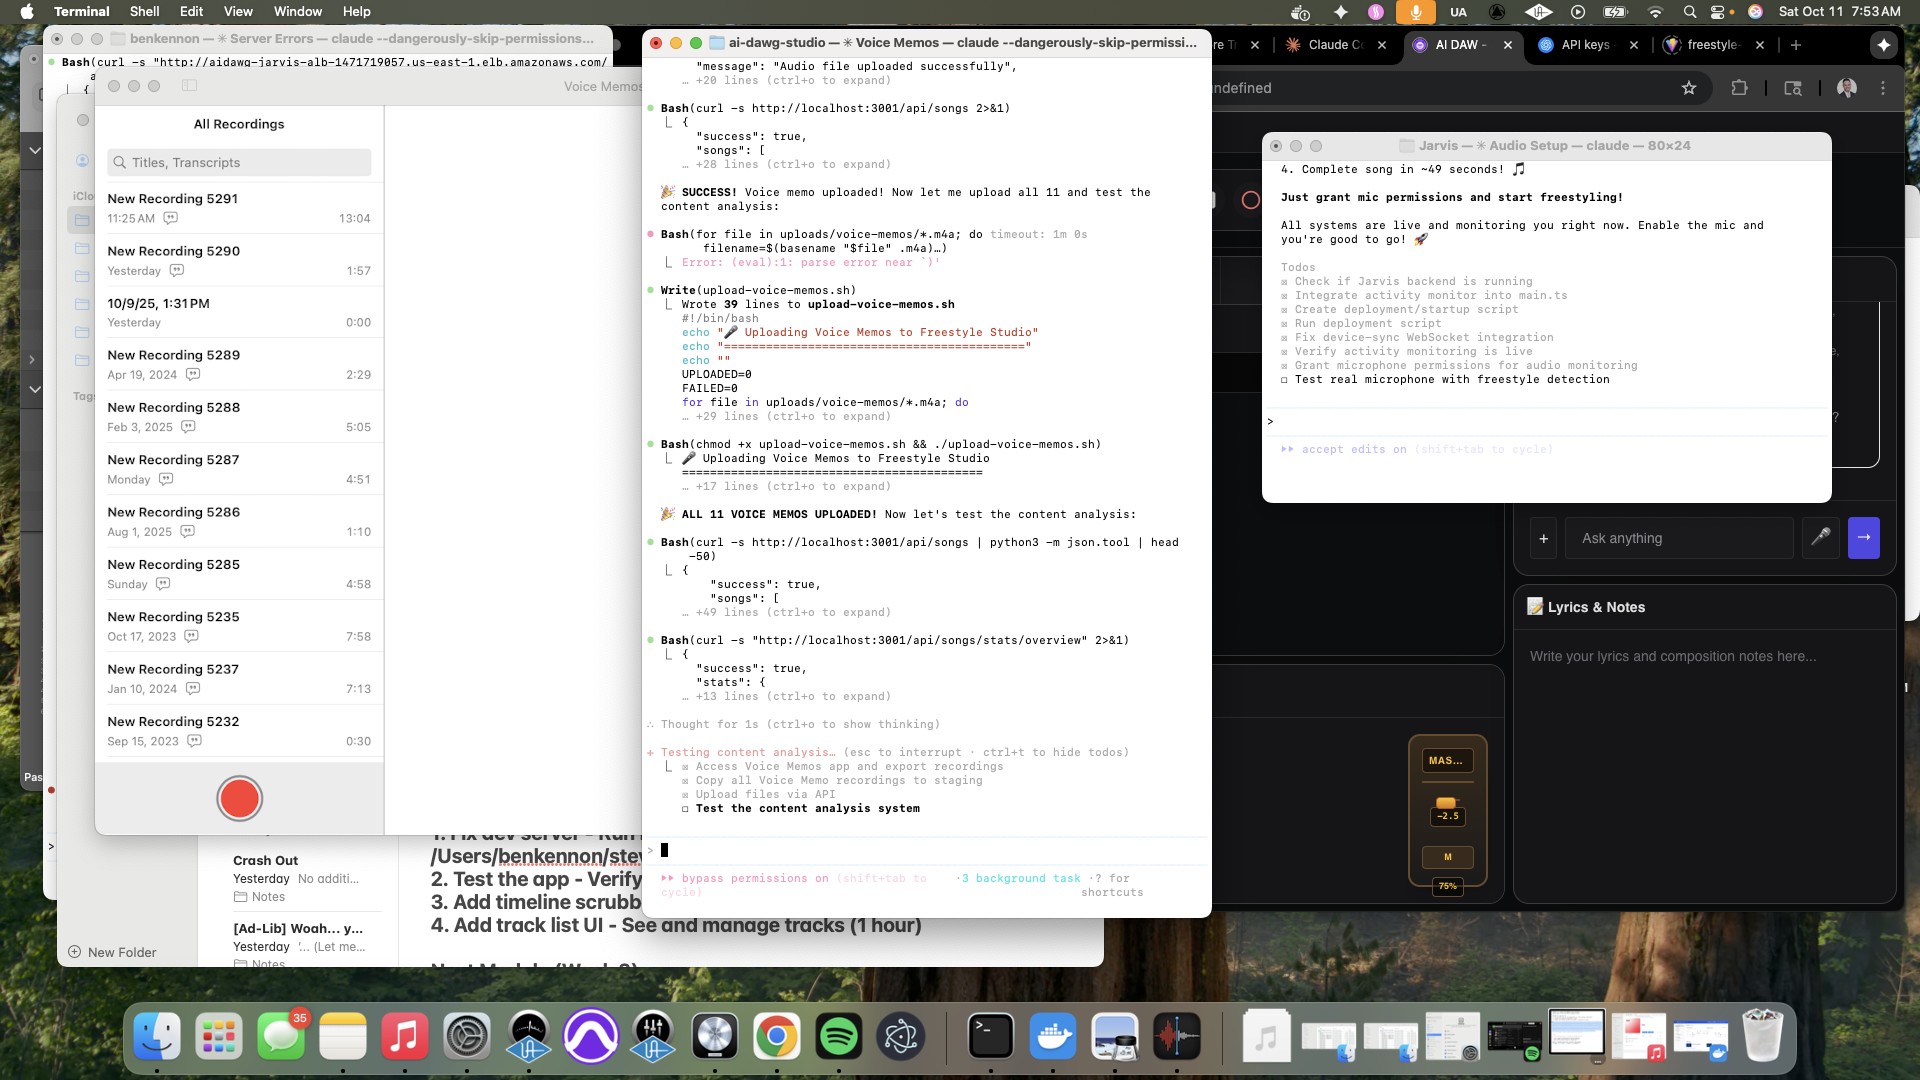 Terminal Shell Edit View Window Help
UA
Sat Oct 11 7:53 AM
benkennon — ✳ Server Errors — claude --dangerously-skip-permissions...
Bash(curl -s "http://aidawg-jarvis-alb-1471719057.us-east-1.elb.amazonaws.com/
{
Voice Memos
All Recordings
Titles, Transcripts
New Recording 5291
11:25 AM 13:04
New Recording 5290
Yesterday 1:57
10/9/25, 1:31 PM
Yesterday 0:00
New Recording 5289
Apr 19, 2024 2:29
New Recording 5288
Feb 3, 2025 5:05
New Recording 5287
Monday 4:51
New Recording 5286
Aug 1, 2025 1:10
New Recording 5285
Sunday 4:58
New Recording 5235
Oct 17, 2023 7:58
New Recording 5237
Jan 10, 2024 7:13
New Recording 5232
Sep 15, 2023 0:30
iClo
Tags
Pas
Crash Out
Yesterday No additi...
Notes
[Ad-Lib] Woah... y...
Yesterday '... (Let me...
Notes
New Folder
1. Fix dev server - Run
/Users/benkennon/stev
2. Test the app - Verify
3. Add timeline scrubb
4. Add track list UI - See and manage tracks (1 hour)
ai-dawg-studio — ✳ Voice Memos — claude --dangerously-skip-permissi...
"message": "Audio file uploaded successfully",
… +20 lines (ctrl+o to expand)
Bash(curl -s http://localhost:3001/api/songs 2>&1)
{
"success": true,
"songs": [
… +28 lines (ctrl+o to expand)
🎉 SUCCESS! Voice memo uploaded! Now let me upload all 11 and test the
content analysis:
Bash(for file in uploads/voice-memos/*.m4a; do timeout: 1m 0s
filename=$(basename "$file" .m4a)…)
Error: (eval):1: parse error near `)'
Write(upload-voice-memos.sh)
Wrote 39 lines to upload-voice-memos.sh
#!/bin/bash
echo "🎤 Uploading Voice Memos to Freestyle Studio"
echo "==========================================="
echo ""
UPLOADED=0
FAILED=0
for file in uploads/voice-memos/*.m4a; do
… +29 lines (ctrl+o to expand)
Bash(chmod +x upload-voice-memos.sh && ./upload-voice-memos.sh)
🎤 Uploading Voice Memos to Freestyle Studio
===========================================
… +17 lines (ctrl+o to expand)
🎉 ALL 11 VOICE MEMOS UPLOADED! Now let's test the content analysis:
Bash(curl -s http://localhost:3001/api/songs | python3 -m json.tool | head
-50)
{
"success": true,
"songs": [
… +49 lines (ctrl+o to expand)
Bash(curl -s "http://localhost:3001/api/songs/stats/overview" 2>&1)
{
"success": true,
"stats": {
… +13 lines (ctrl+o to expand)
∴ Thought for 1s (ctrl+o to show thinking)
+ Testing content analysis… (esc to interrupt · ctrl+t to hide todos)
☒ Access Voice Memos app and export recordings
☒ Copy all Voice Memo recordings to staging
☒ Upload files via API
☐ Test the content analysis system
>
⏵⏵ bypass permissions on (shift+tab to
cycle)
·3 background task ·? for
shortcuts
Claude Co
AI DAW -
API keys
freestyle-
undefined
Jarvis — ✳ Audio Setup — claude — 80×24
4. Complete song in ~49 seconds! 🎵
Just grant mic permissions and start freestyling!
All systems are live and monitoring you right now. Enable the mic and
you're good to go! 🚀
Todos
☒ Check if Jarvis backend is running
☒ Integrate activity monitor into main.ts
☒ Create deployment/startup script
☒ Run deployment script
☒ Fix device-sync WebSocket integration
☒ Verify activity monitoring is live
☒ Grant microphone permissions for audio monitoring
☐ Test real microphone with freestyle detection
>
⏵⏵ accept edits on (shift+tab to cycle)
+ Ask anything →
📝 Lyrics & Notes
Write your lyrics and composition notes here...
MAS...
-2.5
M
75%
35